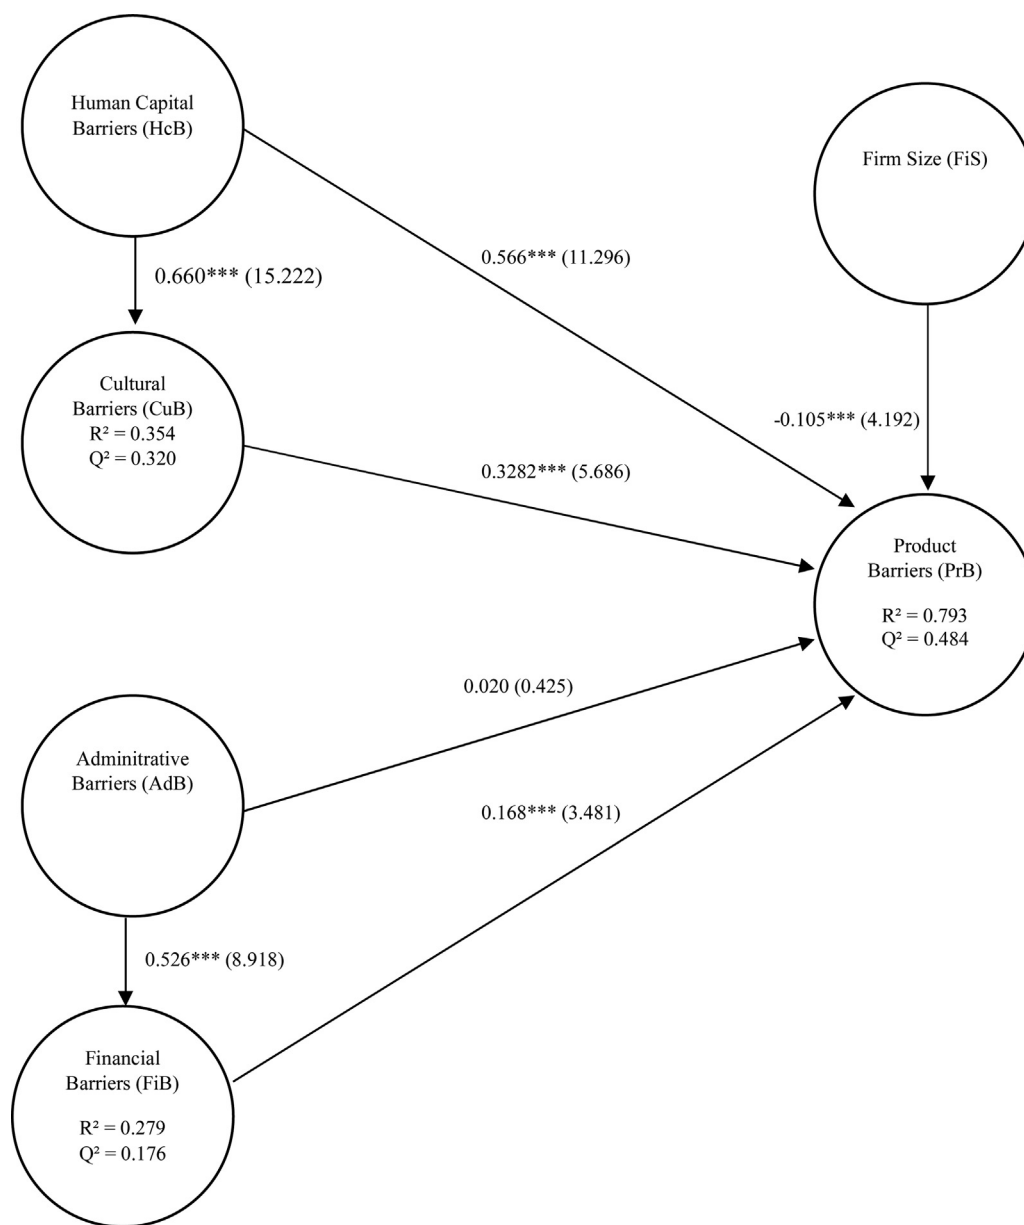 Human Capital
Barriers (HcB)
Firm Size (FiS)
0.566*** (11.296)
0.660*** (15.222)
Cultural
Barriers (CuB)
R² = 0.354
Q² = 0.320
-0.105*** (4.192)
0.3282*** (5.686)
Product
Barriers (PrB)
R² = 0.793
Q² = 0.484
0.020 (0.425)
Adminitrative
Barriers (AdB)
0.168*** (3.481)
0.526*** (8.918)
Financial
Barriers (FiB)
R² = 0.279
Q² = 0.176